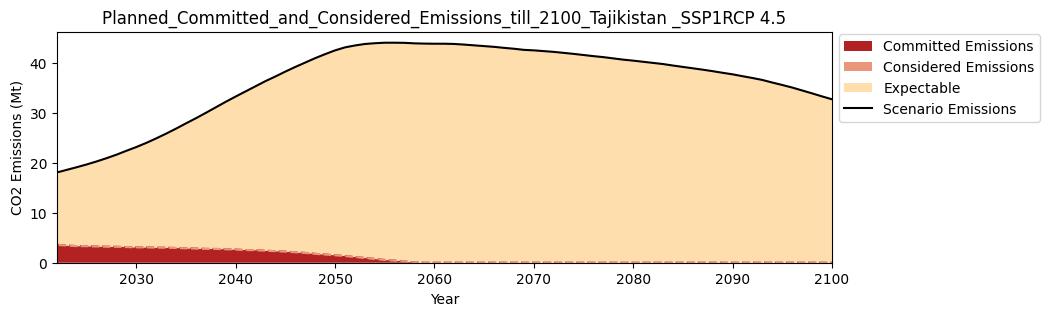 Planned_Committed_and_Considered_Emissions_till_2100_Tajikistan _SSP1RCP 4.5
Committed Emissions
Considered Emissions
Expectable
Scenario Emissions
CO2 Emissions (Mt)
40
30
20
10
0
2030 2040 2050 2060 2070 2080 2090 2100
Year